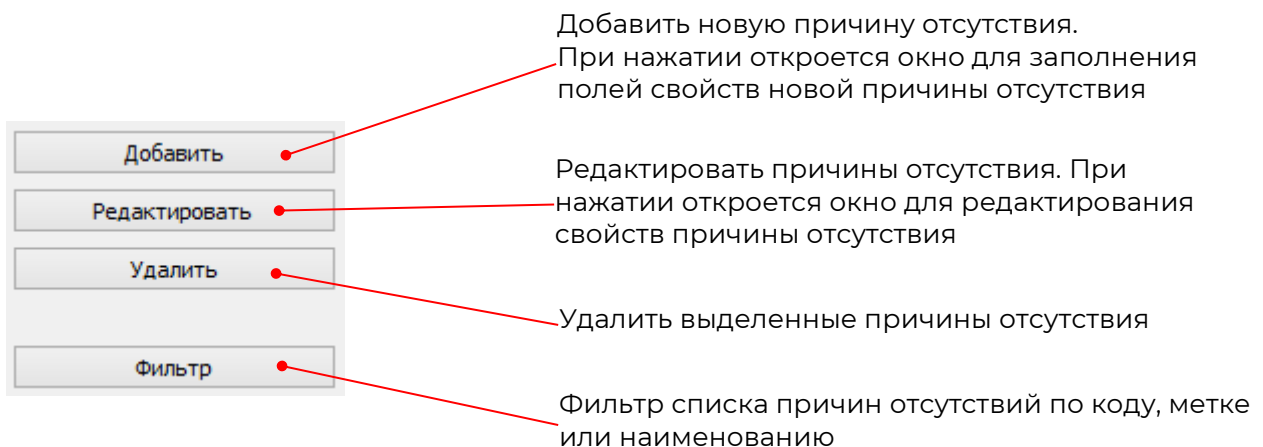 Добавить новую причину отсутствия.
При нажатии откроется окно для заполнения
полей свойств новой причины отсутствия
Добавить
Редактировать причины отсутствия. При
нажатии откроется окно для редактирования
свойств причины отсутствия
Редактировать
Удалить
Удалить выделенные причины отсутствия
Фильтр
Фильтр списка причин отсутствий по коду, метке
или наименованию